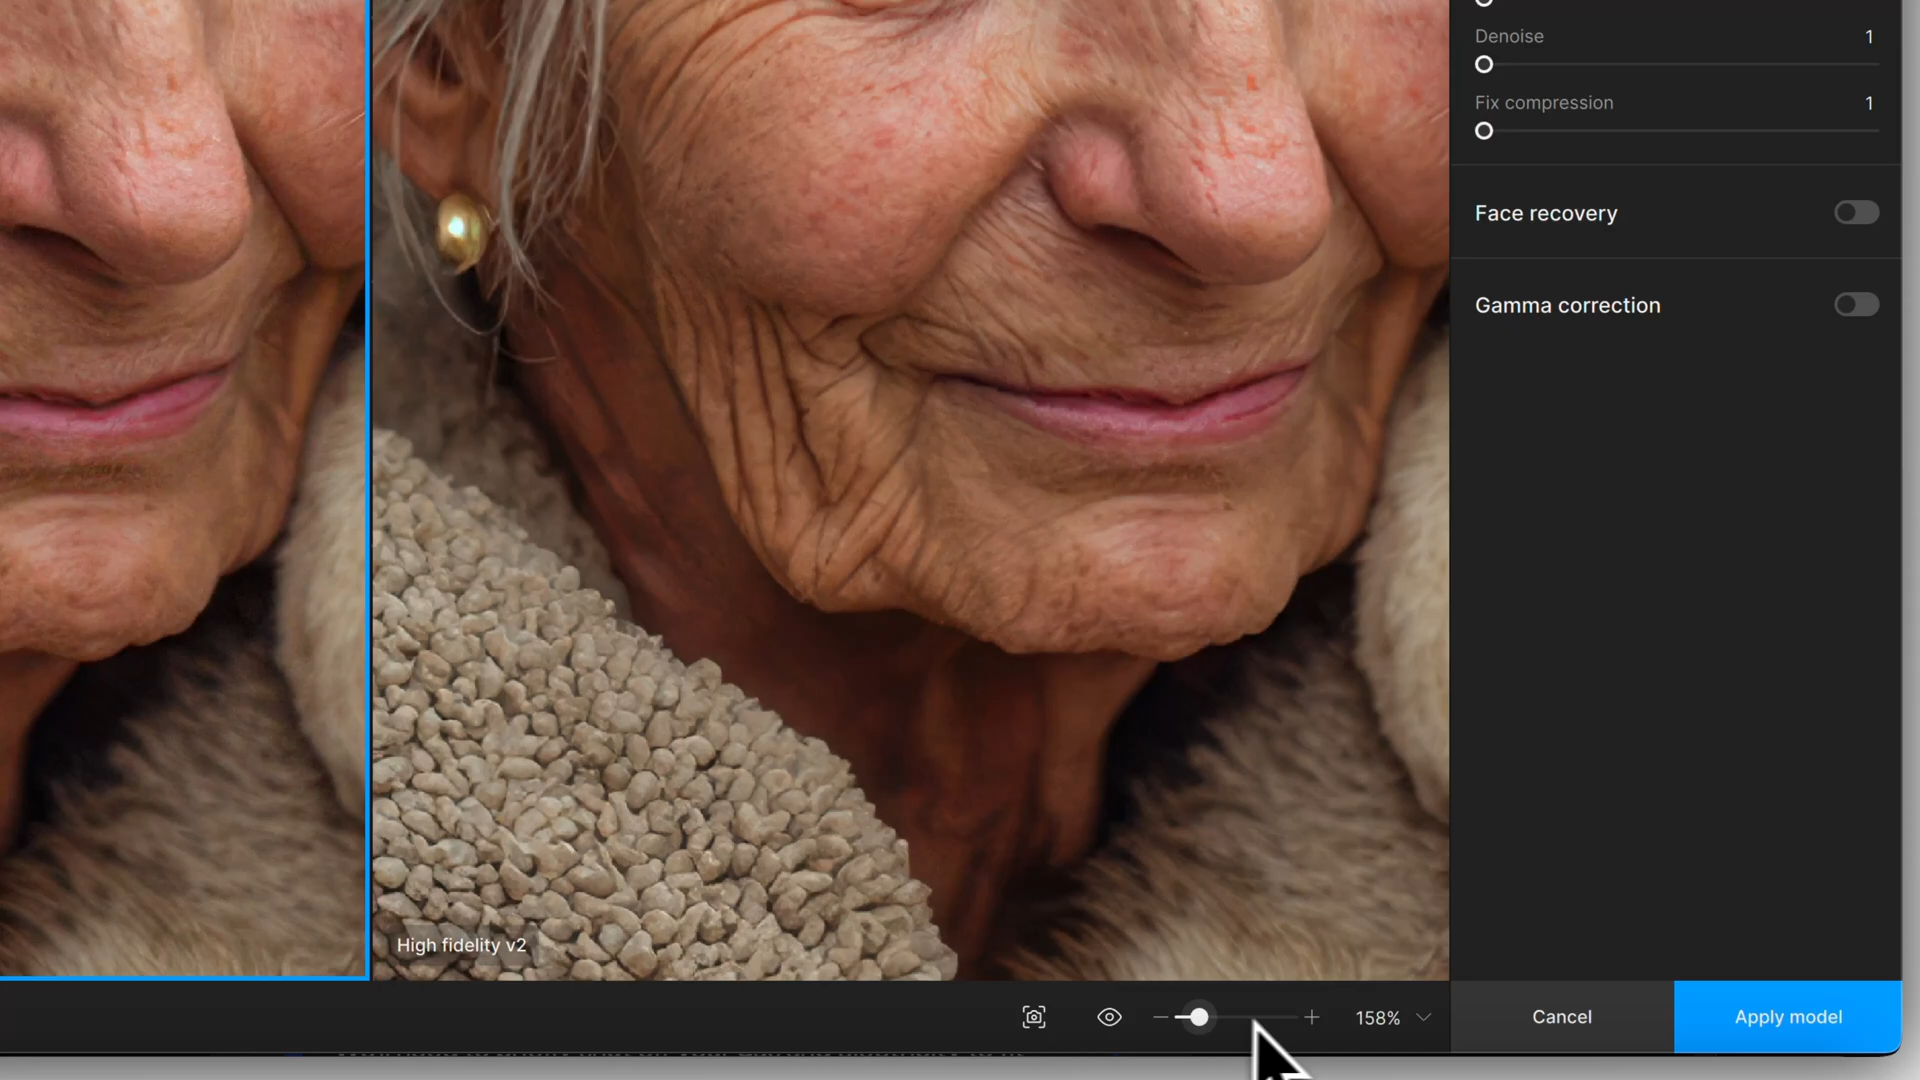 Denoise 1
Fix compression 1
Face recovery
Gamma correction
High fidelity v2
158%
Cancel
Apply model